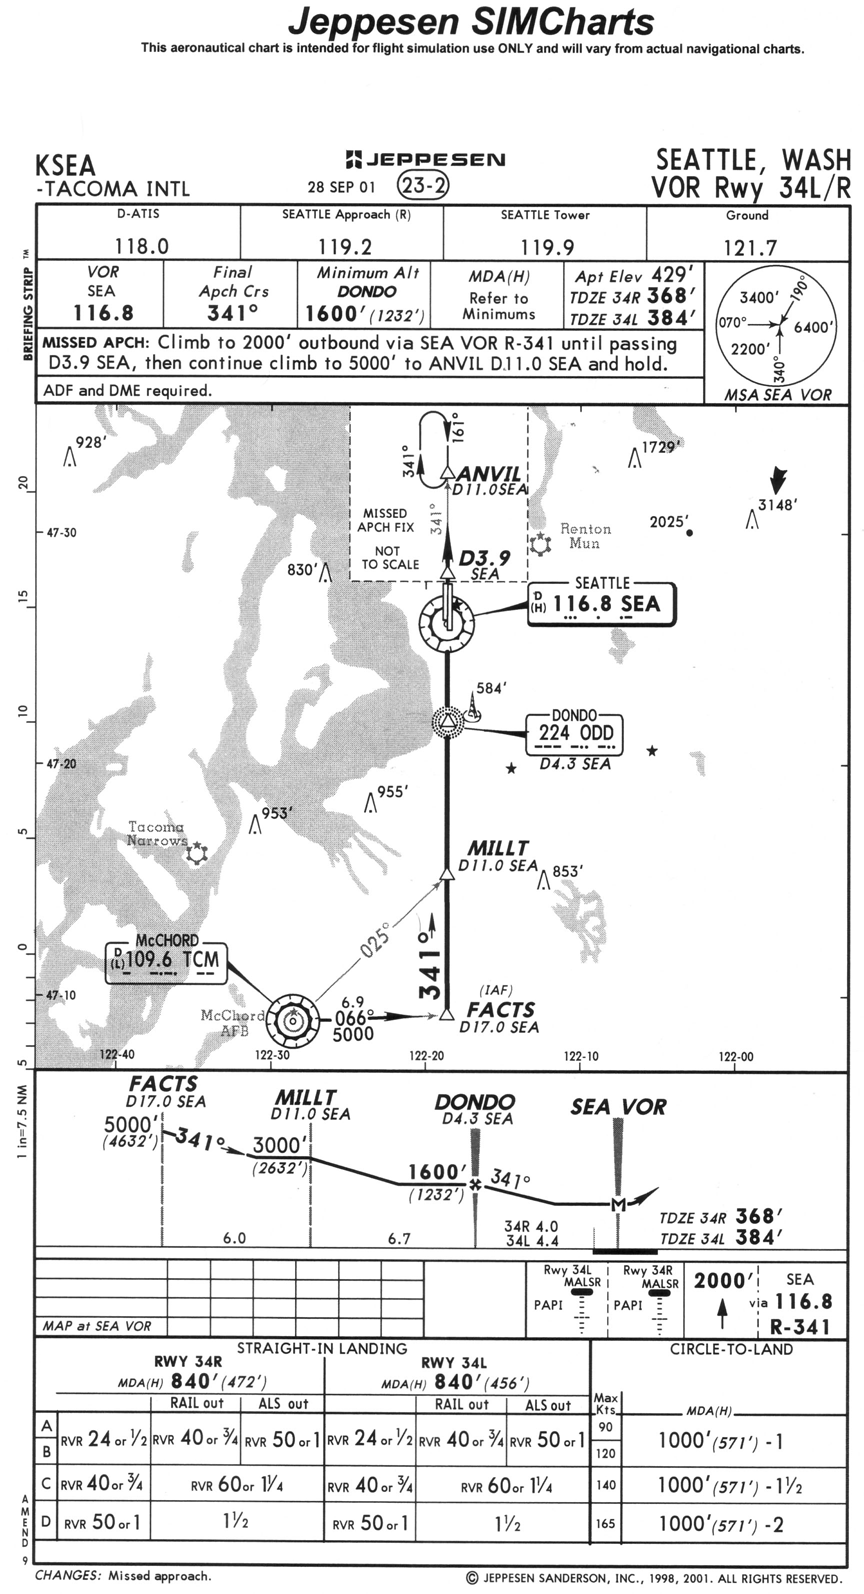 Jeppesen SIMCharts
This aeronautical chart is intended for flight simulation use ONLY and will vary from actual navigational charts.
KSEA
-TACOMA INTL
JEPPESEN
28 SEP 01 23-2
SEATTLE, WASH
VOR Rwy 34L/R
BRIEFING STRIP TM
D-ATIS
118.0
SEATTLE Approach (R)
119.2
SEATTLE Tower
119.9
Ground
121.7
VOR
SEA
116.8
Final
Apch Crs
341°
Minimum Alt
DONDO
1600' (1232')
MDA(H)
Refer to
Minimums
Apt Elev 429'
TDZE 34R 368'
TDZE 34L 384'
MISSED APCH: Climb to 2000' outbound via SEA VOR R-341 until passing
D3.9 SEA, then continue climb to 5000' to ANVIL D11.0 SEA and hold.
ADF and DME required.
3400'
190°
070°
6400'
2200'
340°
MSA SEA VOR
928'
341°
161°
ANVIL
D11.0 SEA
1729'
3148'
2025'
20
47-30
MISSED
APCH FIX
NOT
TO SCALE
341°
Renton
Mun
D3.9
SEA
830'
15
SEATTLE
D
(H) 116.8 SEA
584'
10
DONDO
224 ODD
D4.3 SEA
47-20
955'
953'
5
Tacoma
Narrows
MILLT
D11.0 SEA
853'
025°
341°
0
McCHORD
D
(L) 109.6 TCM
47-10
McChord
AFB
6.9
066°
5000
(IAF)
FACTS
D17.0 SEA
5
122-40
122-30
122-20
122-10
122-00
1 in=7.5 NM
FACTS
D17.0 SEA
MILLT
D11.0 SEA
DONDO
D4.3 SEA
SEA VOR
5000'
(4632')
341°
3000'
(2632')
1600'
(1232')
341°
M
TDZE 34R 368'
TDZE 34L 384'
6.0
6.7
34R 4.0
34L 4.4
MAP at SEA VOR
Rwy 34L
MALSR
PAPI
Rwy 34R
MALSR
PAPI
2000'
via
SEA
116.8
R-341
STRAIGHT-IN LANDING
RWY 34R
MDA(H) 840' (472')
RWY 34L
MDA(H) 840' (456')
CIRCLE-TO-LAND
RAIL out
ALS out
RAIL out
ALS out
Max
Kts
MDA(H)
A
B
RVR 24 or 1/2
RVR 40 or 3/4
RVR 50 or 1
RVR 24 or 1/2
RVR 40 or 3/4
RVR 50 or 1
90
120
1000' (571') -1
C
RVR 40 or 3/4
RVR 60 or 1 1/4
RVR 40 or 3/4
RVR 60 or 1 1/4
140
1000' (571') -1 1/2
D
RVR 50 or 1
1 1/2
RVR 50 or 1
1 1/2
165
1000' (571') -2
AMEND 9
CHANGES: Missed approach.
© JEPPESEN SANDERSON, INC., 1998, 2001. ALL RIGHTS RESERVED.